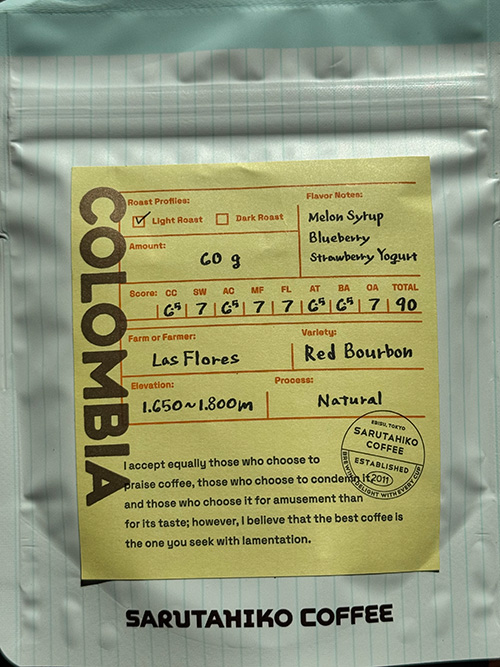 COLOMBIA
Roast Profiles:
Light Roast Dark Roast
Flavor Notes:
Melon Syrup
Blueberry
Strawberry Yogurt
Amount:
60 g
Score: CC SW AC MF FL AT BA OA TOTAL
6.5 7 6.5 7 7 6.5 6.5 7 90
Farm or Farmer:
Las Flores
Variety:
Red Bourbon
Elevation:
1.650~1.800m
Process:
Natural
EBISU, TOKYO
SARUTAHIKO
COFFEE
ESTABLISHED
2011
BREWING DELIGHT WITH EVERY CUP
I accept equally those who choose to
praise coffee, those who choose to condemn it,
and those who choose it for amusement than
for its taste; however, I believe that the best coffee is
the one you seek with lamentation.
SARUTAHIKO COFFEE